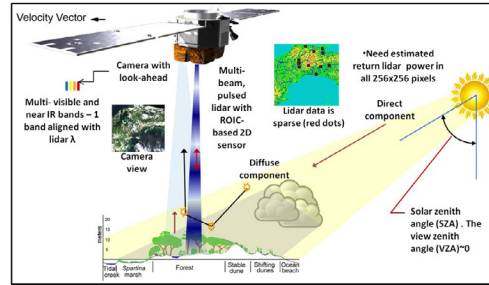 Velocity Vector
Camera with
look-ahead
Multi- visible and
near IR bands – 1
band aligned with
lidar λ
Camera
view
Multi-
beam,
pulsed
lidar with
ROIC-
based 2D
sensor
Lidar data is
sparse (red dots)
•Need estimated
return lidar power in
all 256x256 pixels
Direct
component
Diffuse
component
Solar zenith
angle (SZA) . The
view zenith
angle (VZA)~0
meters
20
15
10
5
0
Tidal
creek
Spartina
marsh
Forest
Stable
dune
Shifting
dunes
Ocean
beach